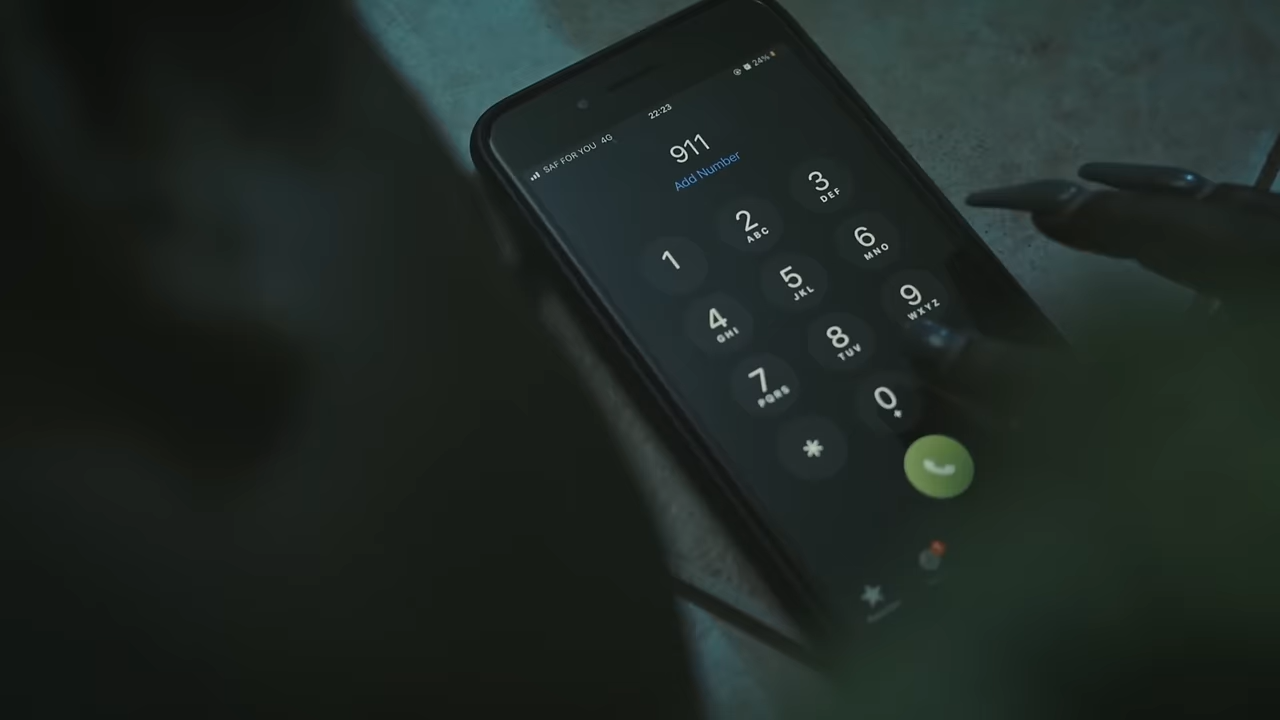 SAF FOR YOU 4G 22:23 24%
911
Add Number
1
2 ABC
3 DEF
4 GHI
5 JKL
6 MNO
7 PQRS
8 TUV
9 WXYZ
*
0 +